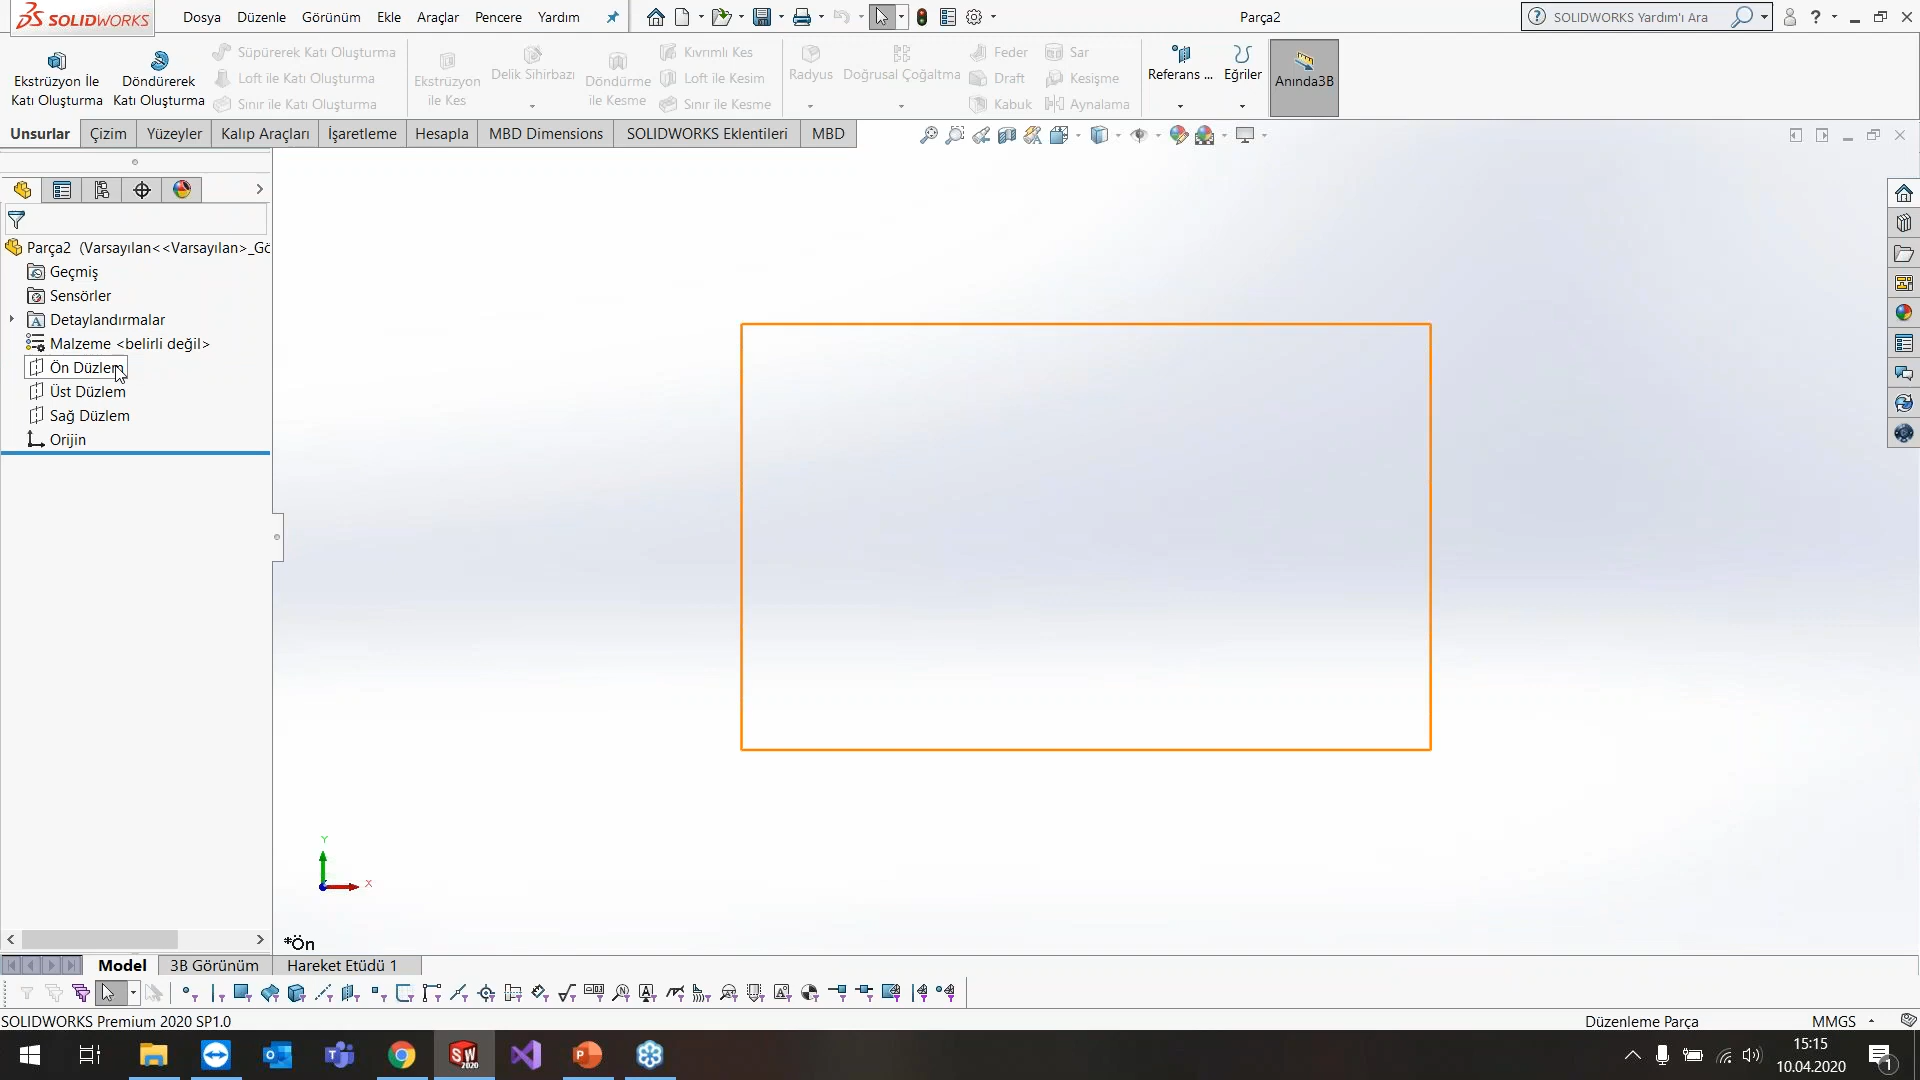 SOLIDWORKS
Dosya Düzenle Görünüm Ekle Araçlar Pencere Yardım
Parça2
SOLIDWORKS Yardım'ı Ara
Ekstrüzyon İle
Katı Oluşturma
Döndürerek
Katı Oluşturma
Süpürerek Katı Oluşturma
Loft ile Katı Oluşturma
Sınır ile Katı Oluşturma
Ekstrüzyon
ile Kes
Delik Sihirbazı
Döndürme
ile Kesme
Kıvrımlı Kes
Loft ile Kesim
Sınır ile Kesme
Radyus
Doğrusal Çoğaltma
Feder
Draft
Kabuk
Sar
Kesişme
Aynalama
Referans ...
Eğriler
Anında3B
Unsurlar Çizim Yüzeyler Kalıp Araçları İşaretleme Hesapla MBD Dimensions SOLIDWORKS Eklentileri MBD
Parça2 (Varsayılan<<Varsayılan>_Gö
Geçmiş
Sensörler
Detaylandırmalar
Malzeme <belirli değil>
Ön Düzlem
Üst Düzlem
Sağ Düzlem
Orijin
Y
X
*Ön
Model 3B Görünüm Hareket Etüdü 1
SOLIDWORKS Premium 2020 SP1.0
Düzenleme Parça
MMGS
SW
2020
15:15
10.04.2020
1